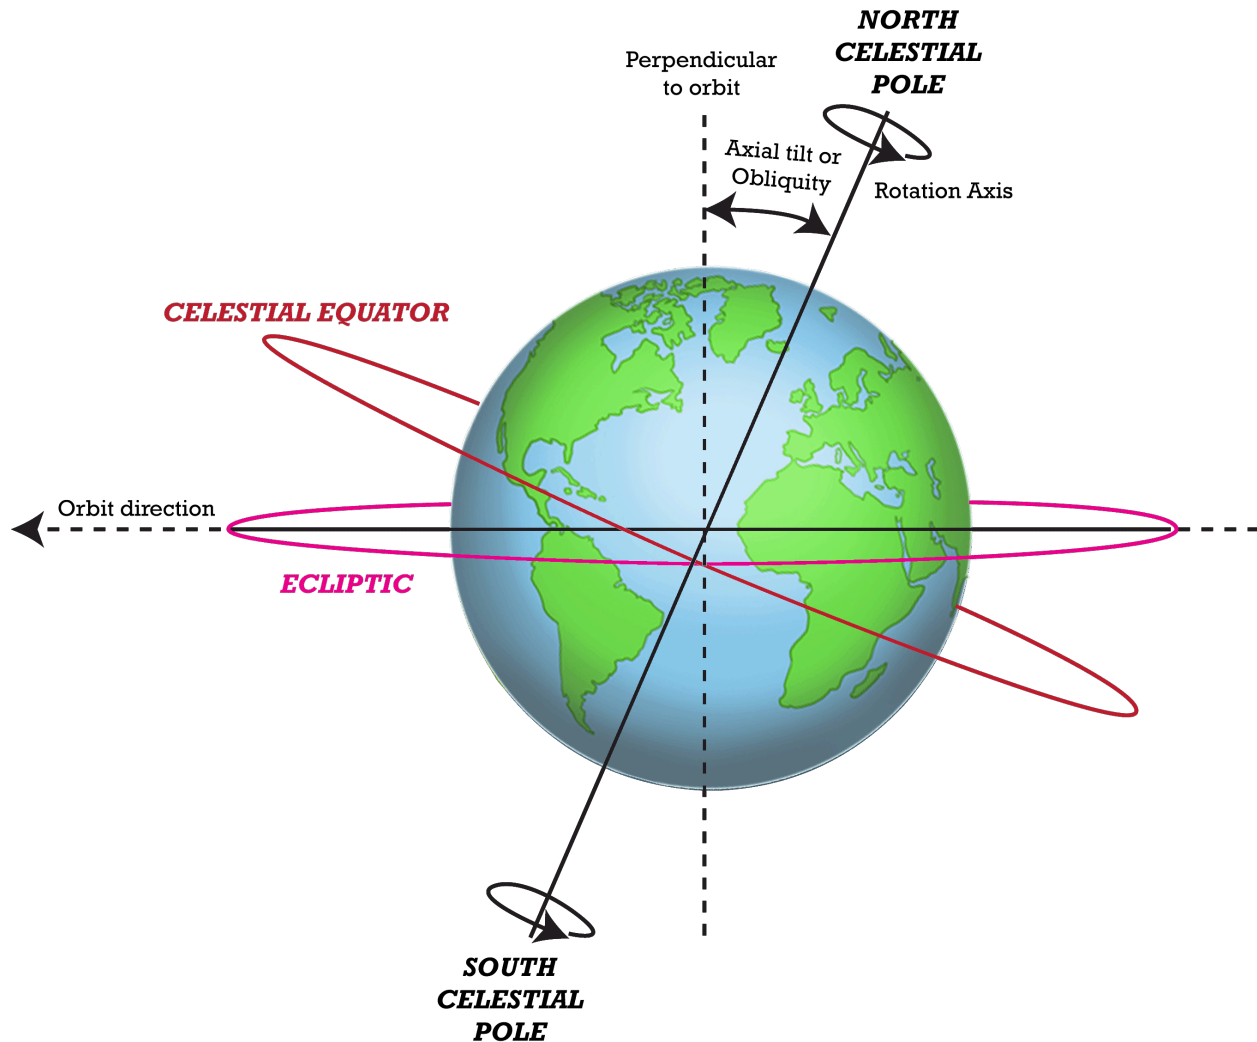 NORTH
CELESTIAL
POLE
Perpendicular
to orbit
Axial tilt or
Obliquity
Rotation Axis
CELESTIAL EQUATOR
Orbit direction
ECLIPTIC
SOUTH
CELESTIAL
POLE